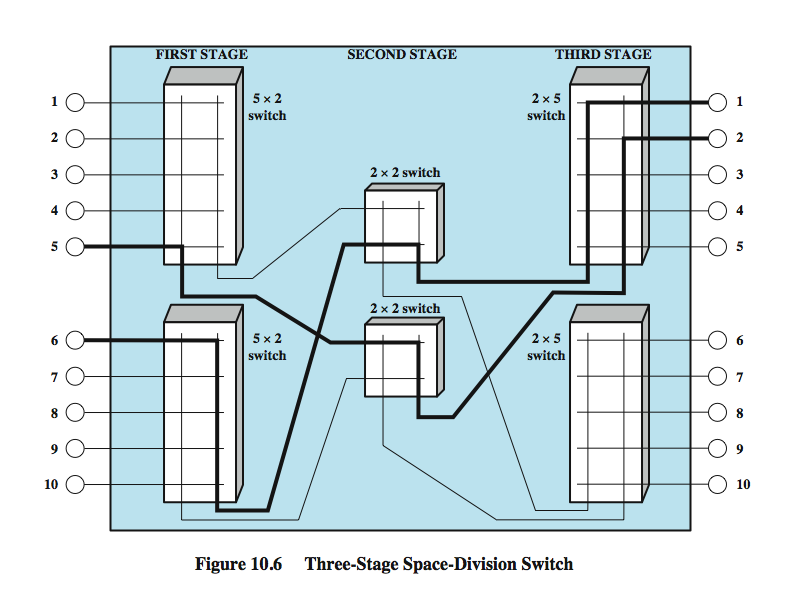 FIRST STAGE
SECOND STAGE
THIRD STAGE
5 × 2
switch
2 × 5
switch
1
2
3
4
5
1
2
3
4
5
2 × 2 switch
2 × 2 switch
5 × 2
switch
2 × 5
switch
6
7
8
9
10
6
7
8
9
10
Figure 10.6 Three-Stage Space-Division Switch